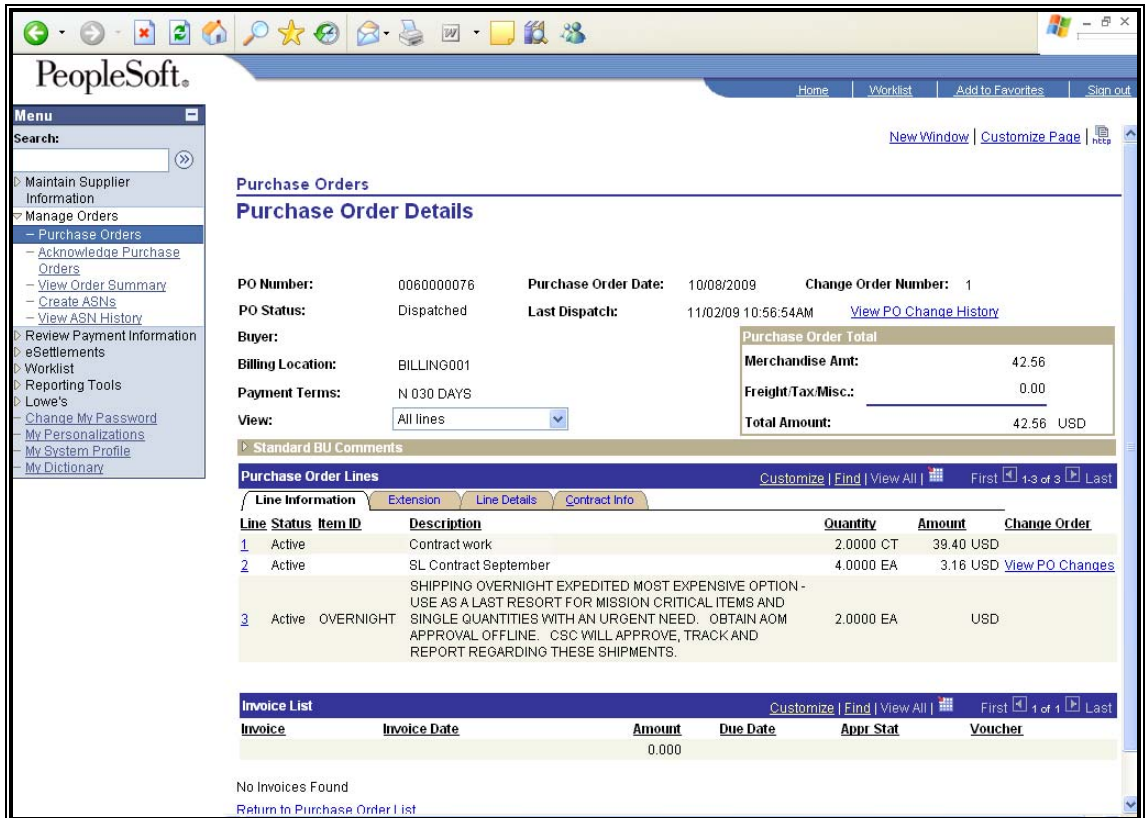 PeopleSoft.
Home | Worklist | Add to Favorites | Sign out
Menu
Search:
Maintain Supplier
Information
Manage Orders
– Purchase Orders
– Acknowledge Purchase
Orders
– View Order Summary
– Create ASNs
– View ASN History
Review Payment Information
eSettlements
Worklist
Reporting Tools
Lowe's
– Change My Password
– My Personalizations
– My System Profile
– My Dictionary
New Window | Customize Page | http
Purchase Orders
Purchase Order Details
PO Number: 0060000076 Purchase Order Date: 10/08/2009 Change Order Number: 1
PO Status: Dispatched Last Dispatch: 11/02/09 10:56:54AM View PO Change History
Buyer:
Billing Location: BILLING001
Payment Terms: N 030 DAYS
View: All lines
Purchase Order Total
Merchandise Amt: 42.56
Freight/Tax/Misc.: 0.00
Total Amount: 42.56 USD
Standard BU Comments
Purchase Order Lines Customize | Find | View All | First 1-3 of 3 Last
Line Information Extension Line Details Contract Info
Line Status Item ID Description Quantity Amount Change Order
1 Active Contract work 2.0000 CT 39.40 USD
2 Active SL Contract September 4.0000 EA 3.16 USD View PO Changes
SHIPPING OVERNIGHT EXPEDITED MOST EXPENSIVE OPTION -
USE AS A LAST RESORT FOR MISSION CRITICAL ITEMS AND
3 Active OVERNIGHT SINGLE QUANTITIES WITH AN URGENT NEED. OBTAIN AOM 2.0000 EA USD
APPROVAL OFFLINE. CSC WILL APPROVE, TRACK AND
REPORT REGARDING THESE SHIPMENTS.
Invoice List Customize | Find | View All | First 1 of 1 Last
Invoice Invoice Date Amount Due Date Appr Stat Voucher
0.000
No Invoices Found
Return to Purchase Order List